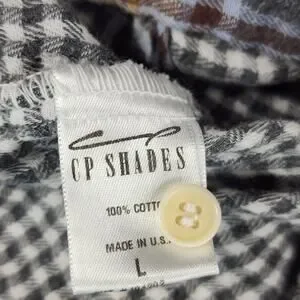 CP SHADES
100% COTTO
MADE IN U.S.
L